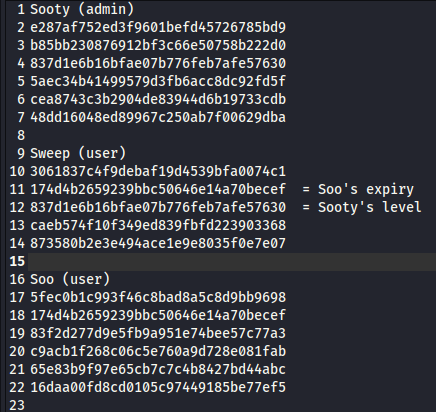 1 Sooty (admin)
2 e287af752ed3f9601befd45726785bd9
3 b85bb230876912bf3c66e50758b222d0
4 837d1e6b16bfae07b776feb7afe57630
5 5aec34b41499579d3fb6acc8dc92fd5f
6 cea8743c3b2904de83944d6b19733cdb
7 48dd16048ed89967c250ab7f00629dba
8
9 Sweep (user)
10 3061837c4f9debaf19d4539bfa0074c1
11 174d4b2659239bbc50646e14a70becef = Soo's expiry
12 837d1e6b16bfae07b776feb7afe57630 = Sooty's level
13 caeb574f10f349ed839fbfd223903368
14 873580b2e3e494ace1e9e8035f0e7e07
15
16 Soo (user)
17 5fec0b1c993f46c8bad8a5c8d9bb9698
18 174d4b2659239bbc50646e14a70becef
19 83f2d277d9e5fb9a951e74bee57c77a3
20 c9acb1f268c06c5e760a9d728e081fab
21 65e83b9f97e65cb7c7c4b8427bd44abc
22 16daa00fd8cd0105c97449185be77ef5
23